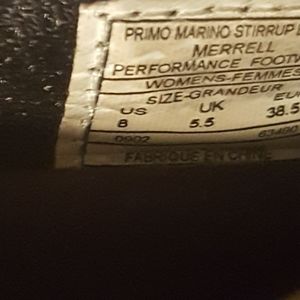 PRIMO MARINO STIRRUP
MERRELL
PERFORMANCE FOOTW
WOMENS-FEMMES
SIZE-GRANDEUR
US UK EU
8 5.5 38.5
0902 63490
FABRIQUE EN CHINE